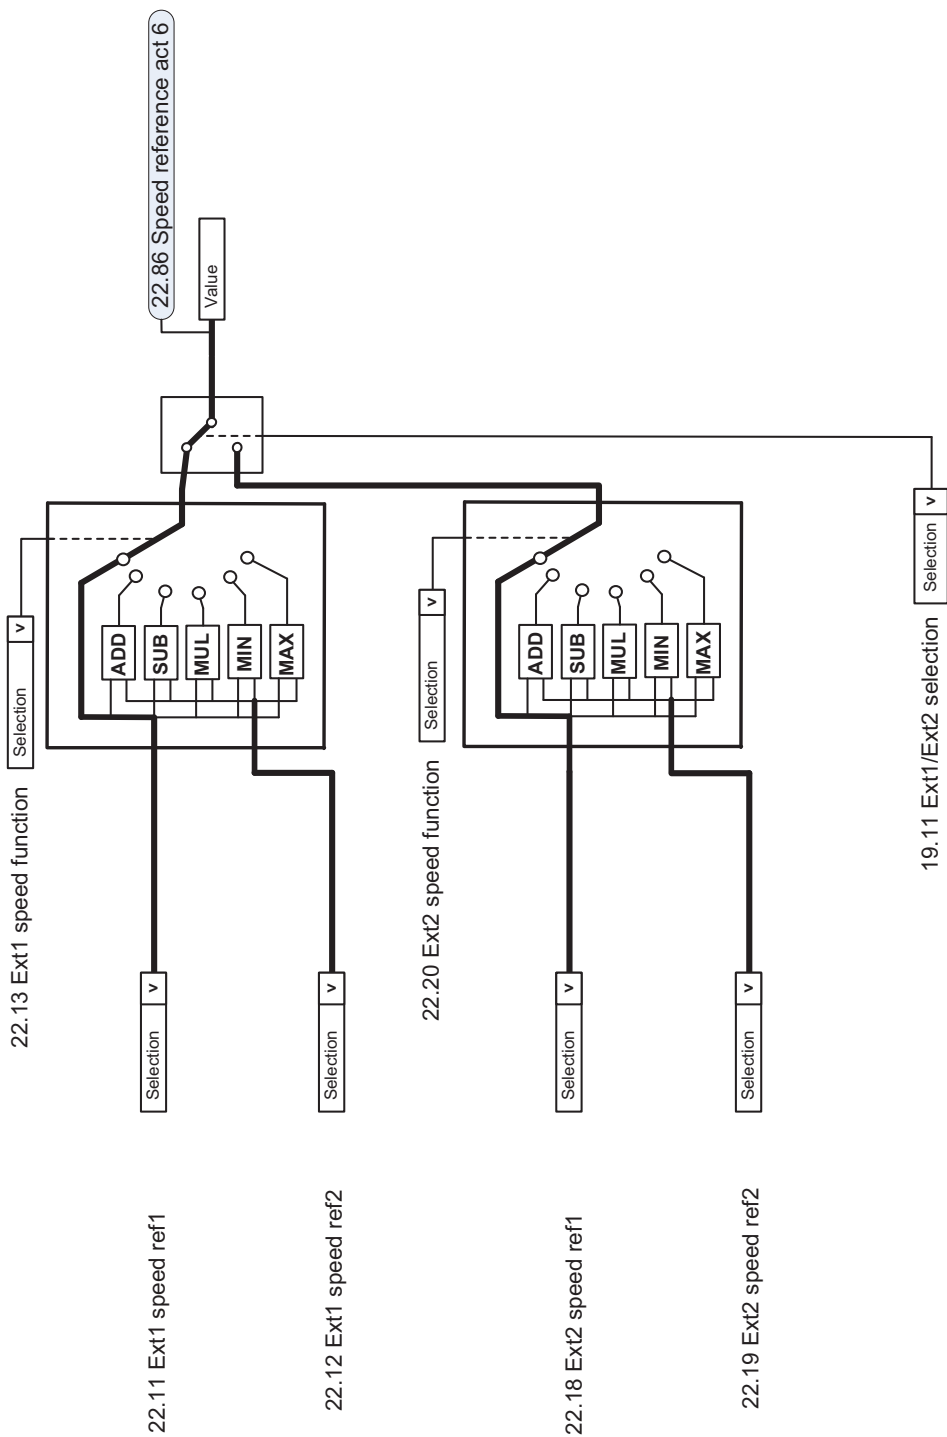 22.11 Ext1 speed ref1
Selection
v
22.12 Ext1 speed ref2
Selection
v
22.13 Ext1 speed function
Selection
v
ADD
SUB
MUL
MIN
MAX
22.86 Speed reference act 6
Value
22.18 Ext2 speed ref1
Selection
v
22.19 Ext2 speed ref2
Selection
v
22.20 Ext2 speed function
Selection
v
ADD
SUB
MUL
MIN
MAX
19.11 Ext1/Ext2 selection
Selection
v